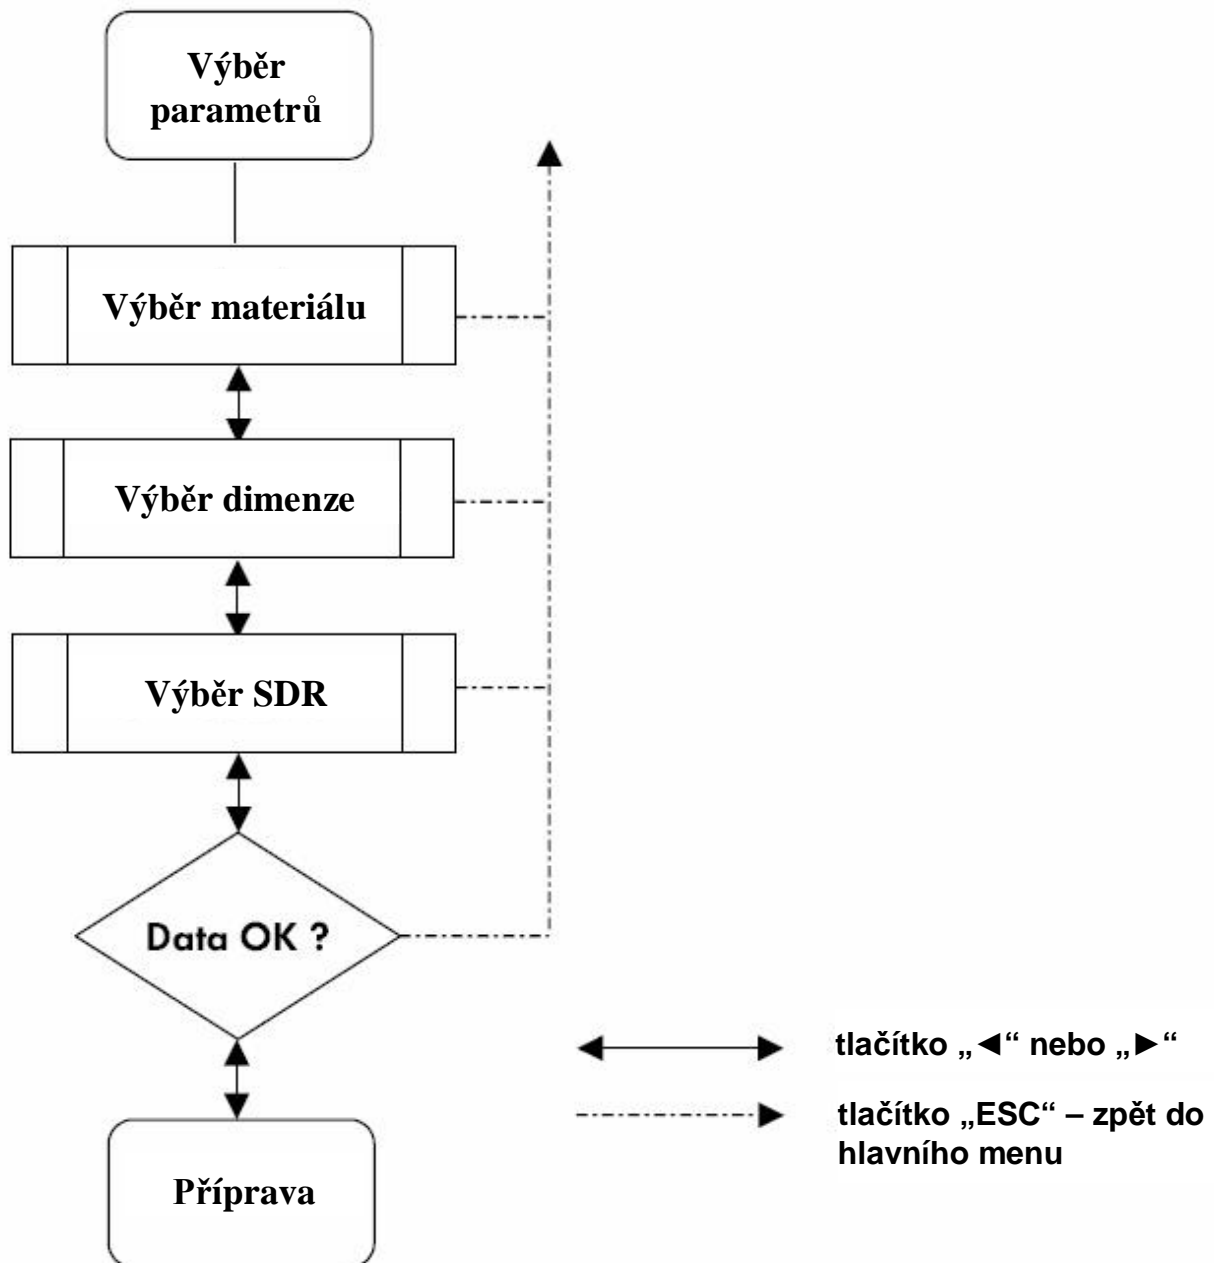 Výběr
parametrů
Výběr materiálu
Výběr dimenze
Výběr SDR
Data OK ?
Příprava
tlačítko „◄“ nebo „►“
tlačítko „ESC“ – zpět do
hlavního menu